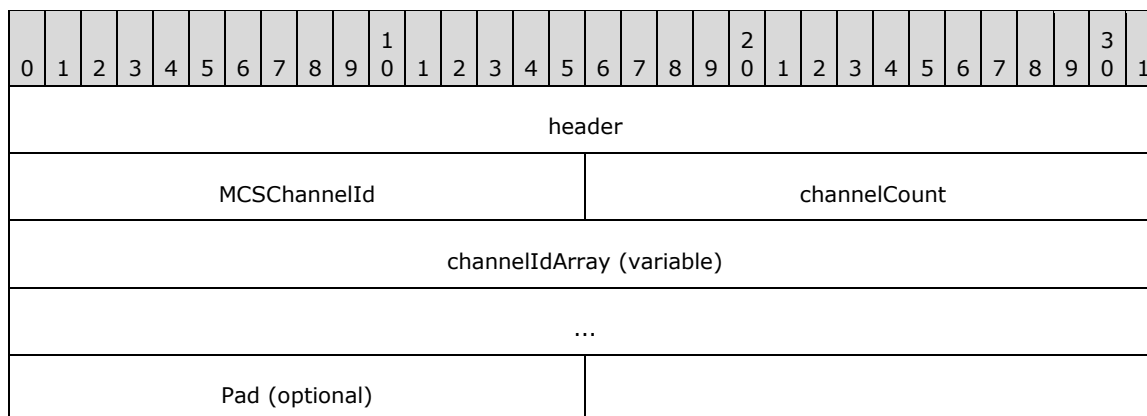 1 2 3
0 1 2 3 4 5 6 7 8 9 0 1 2 3 4 5 6 7 8 9 0 1 2 3 4 5 6 7 8 9 0 1
header
MCSChannelId channelCount
channelIdArray (variable)
...
Pad (optional)